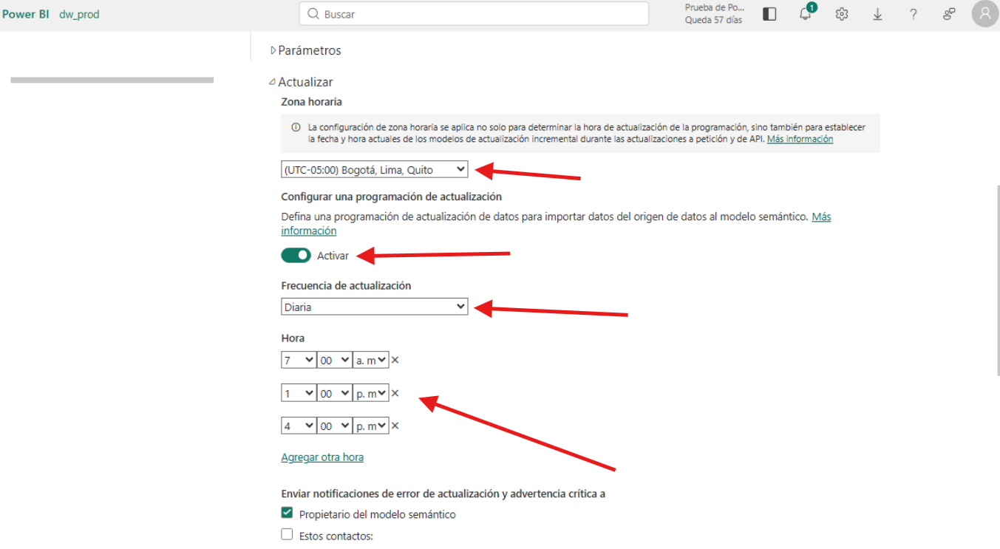 Power BI dw_prod
Buscar
Prueba de Po...
Queda 57 días
1
?
Parámetros
Actualizar
Zona horaria
La configuración de zona horaria se aplica no solo para determinar la hora de actualización de la programación, sino también para establecer
la fecha y hora actuales de los modelos de actualización incremental durante las actualizaciones a petición y de API. Más información
(UTC-05:00) Bogotá, Lima, Quito
Configurar una programación de actualización
Defina una programación de actualización de datos para importar datos del origen de datos al modelo semántico. Más
información
Activar
Frecuencia de actualización
Diaria
Hora
7 00 a. m
1 00 p. m
4 00 p. m
Agregar otra hora
Enviar notificaciones de error de actualización y advertencia crítica a
Propietario del modelo semántico
Estos contactos: